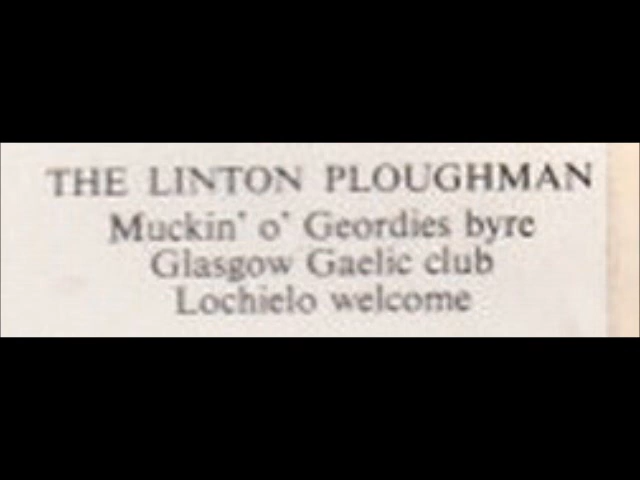 THE LINTON PLOUGHMAN
Muckin' o' Geordies byre
Glasgow Gaelic club
Lochielo welcome